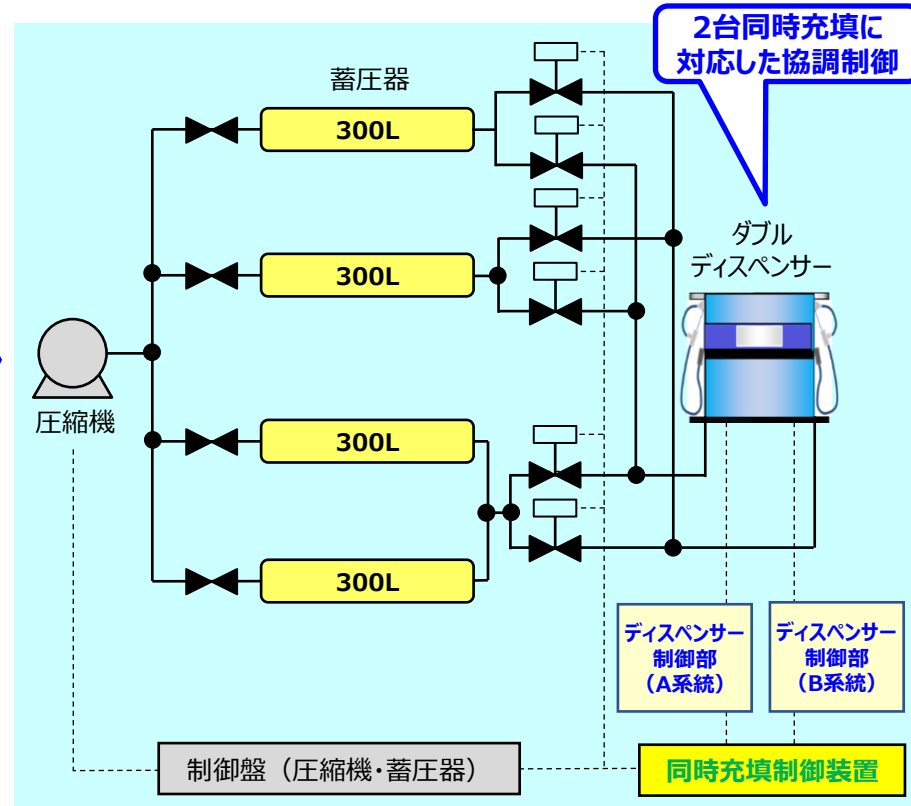 2台同時充填に
対応した協調制御
蓄圧器
300L
300L
ダブル
ディスペンサー
圧縮機
300L
300L
ディスペンサー
制御部
（A系統）
ディスペンサー
制御部
（B系統）
制御盤（圧縮機・蓄圧器）
同時充填制御装置